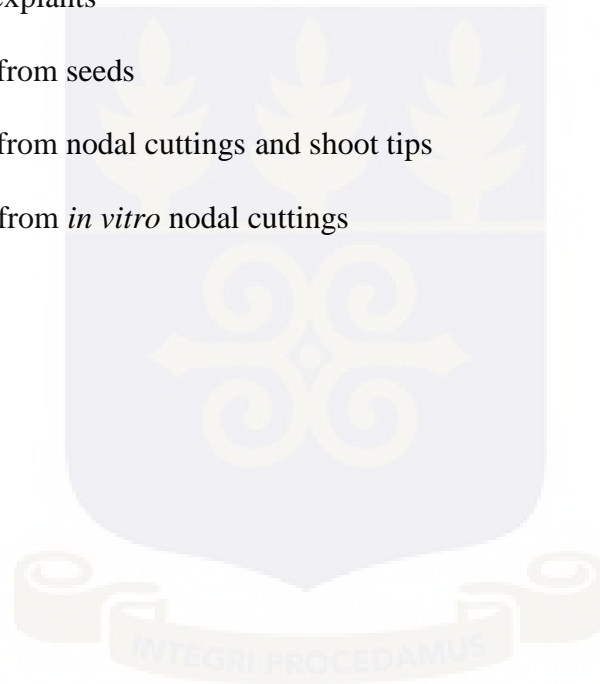 explants
from seeds
from nodal cuttings and shoot tips
from in vitro nodal cuttings
INTEGRI PROCEDAMUS